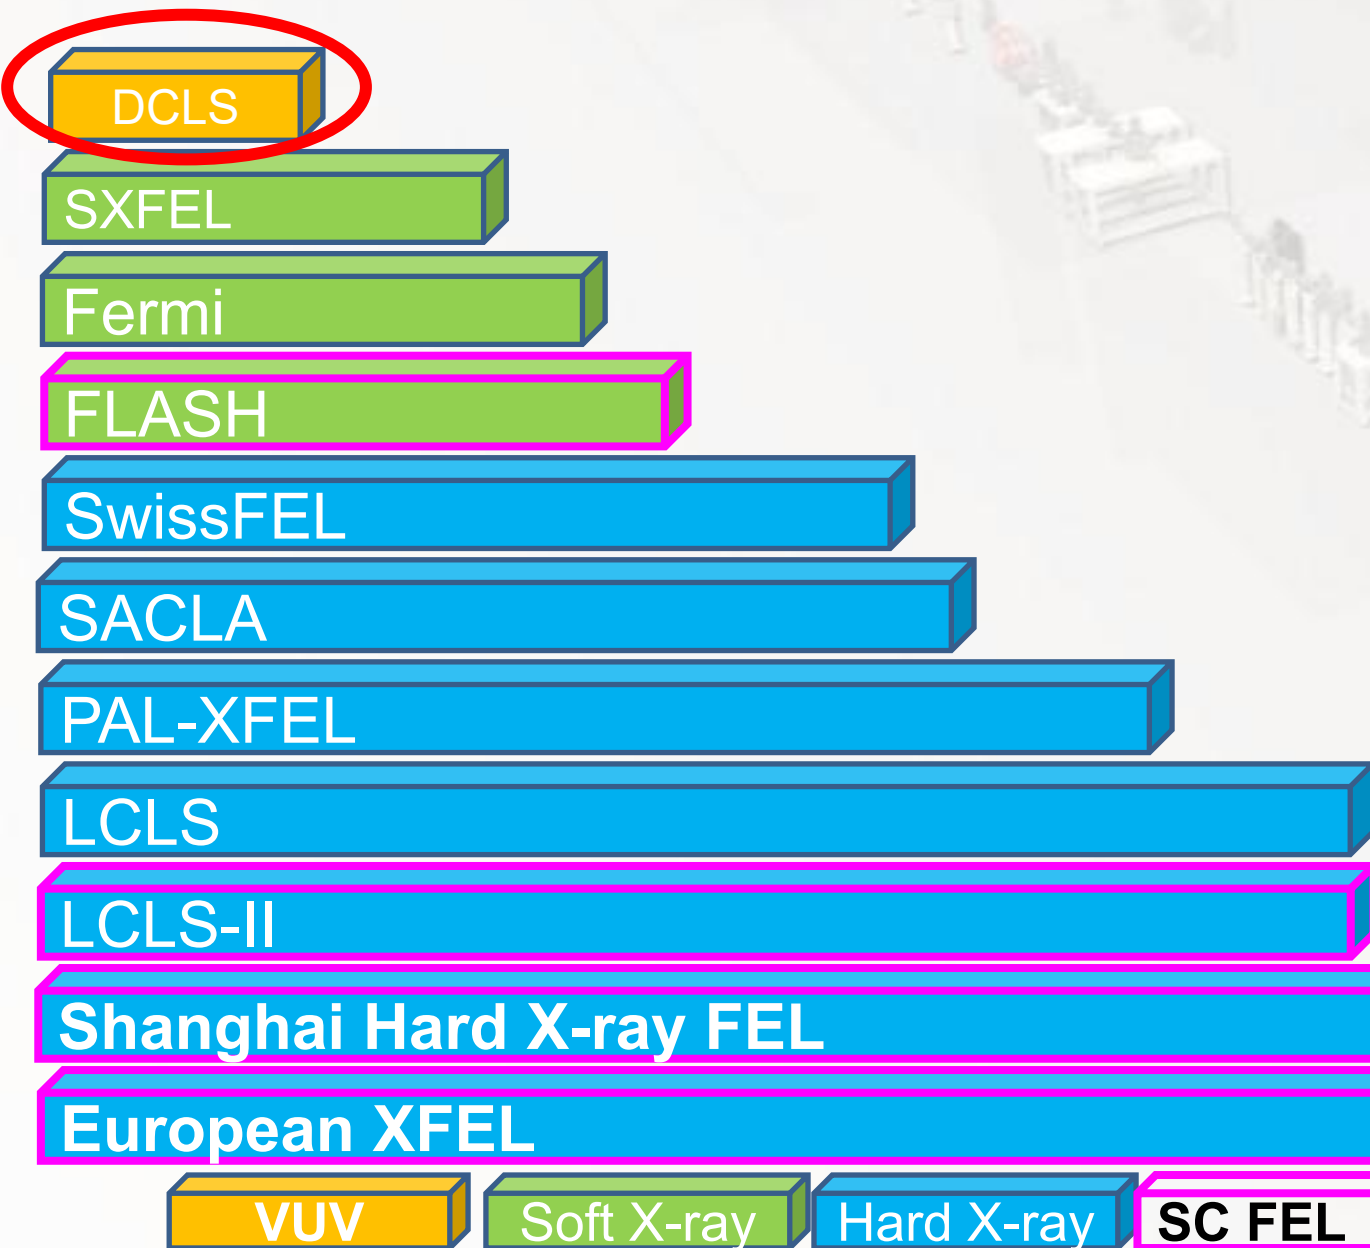 DCLS
SXFEL
Fermi
FLASH
SwissFEL
SACLA
PAL-XFEL
LCLS
LCLS-II
Shanghai Hard X-ray FEL
European XFEL
VUV Soft X-ray Hard X-ray SC FEL